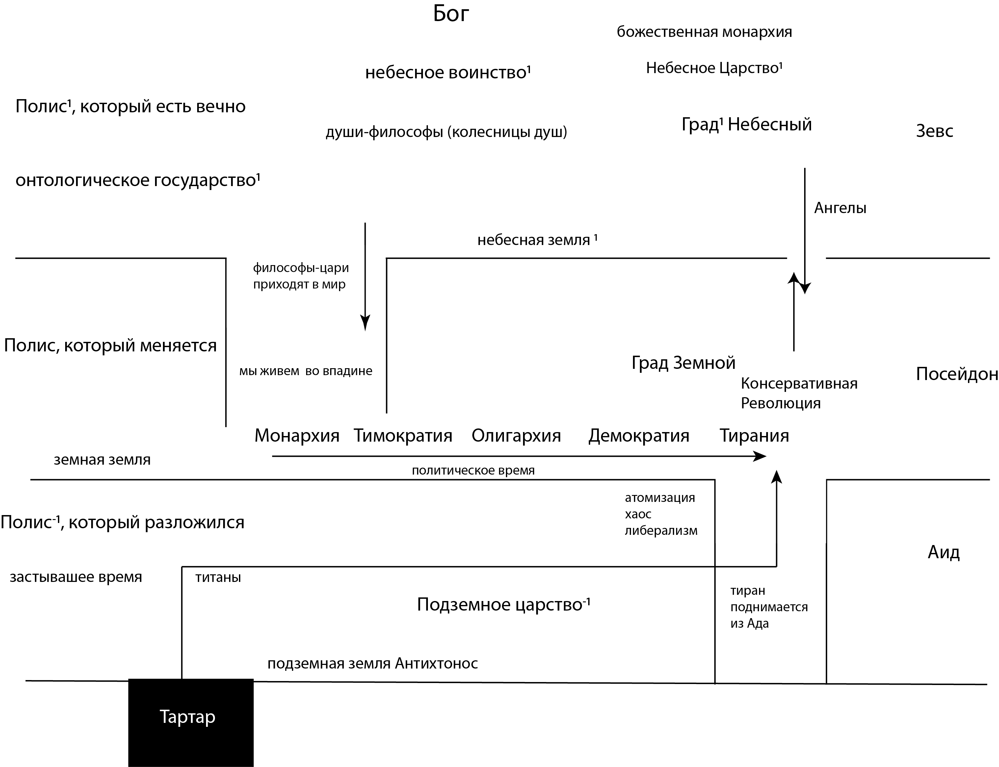 Бог
божественная монархия
небесное воинство¹
Небесное Царство¹
Полис¹, который есть вечно
души-философы (колесницы душ)
Град¹ Небесный
Зевс
онтологическое государство¹
Ангелы
небесная земля ¹
философы-цари
приходят в мир
Полис, который меняется
мы живем во впадине
Град Земной
Консервативная
Революция
Посейдон
Монархия
Тимократия
Олигархия
Демократия
Тирания
земная земля
политическое время
атомизация
хаос
либерализм
Полис⁻¹, который разложился
Аид
застывашее время
титаны
Подземное царство⁻¹
тиран
поднимается
из Ада
подземная земля Антихтонос
Тартар